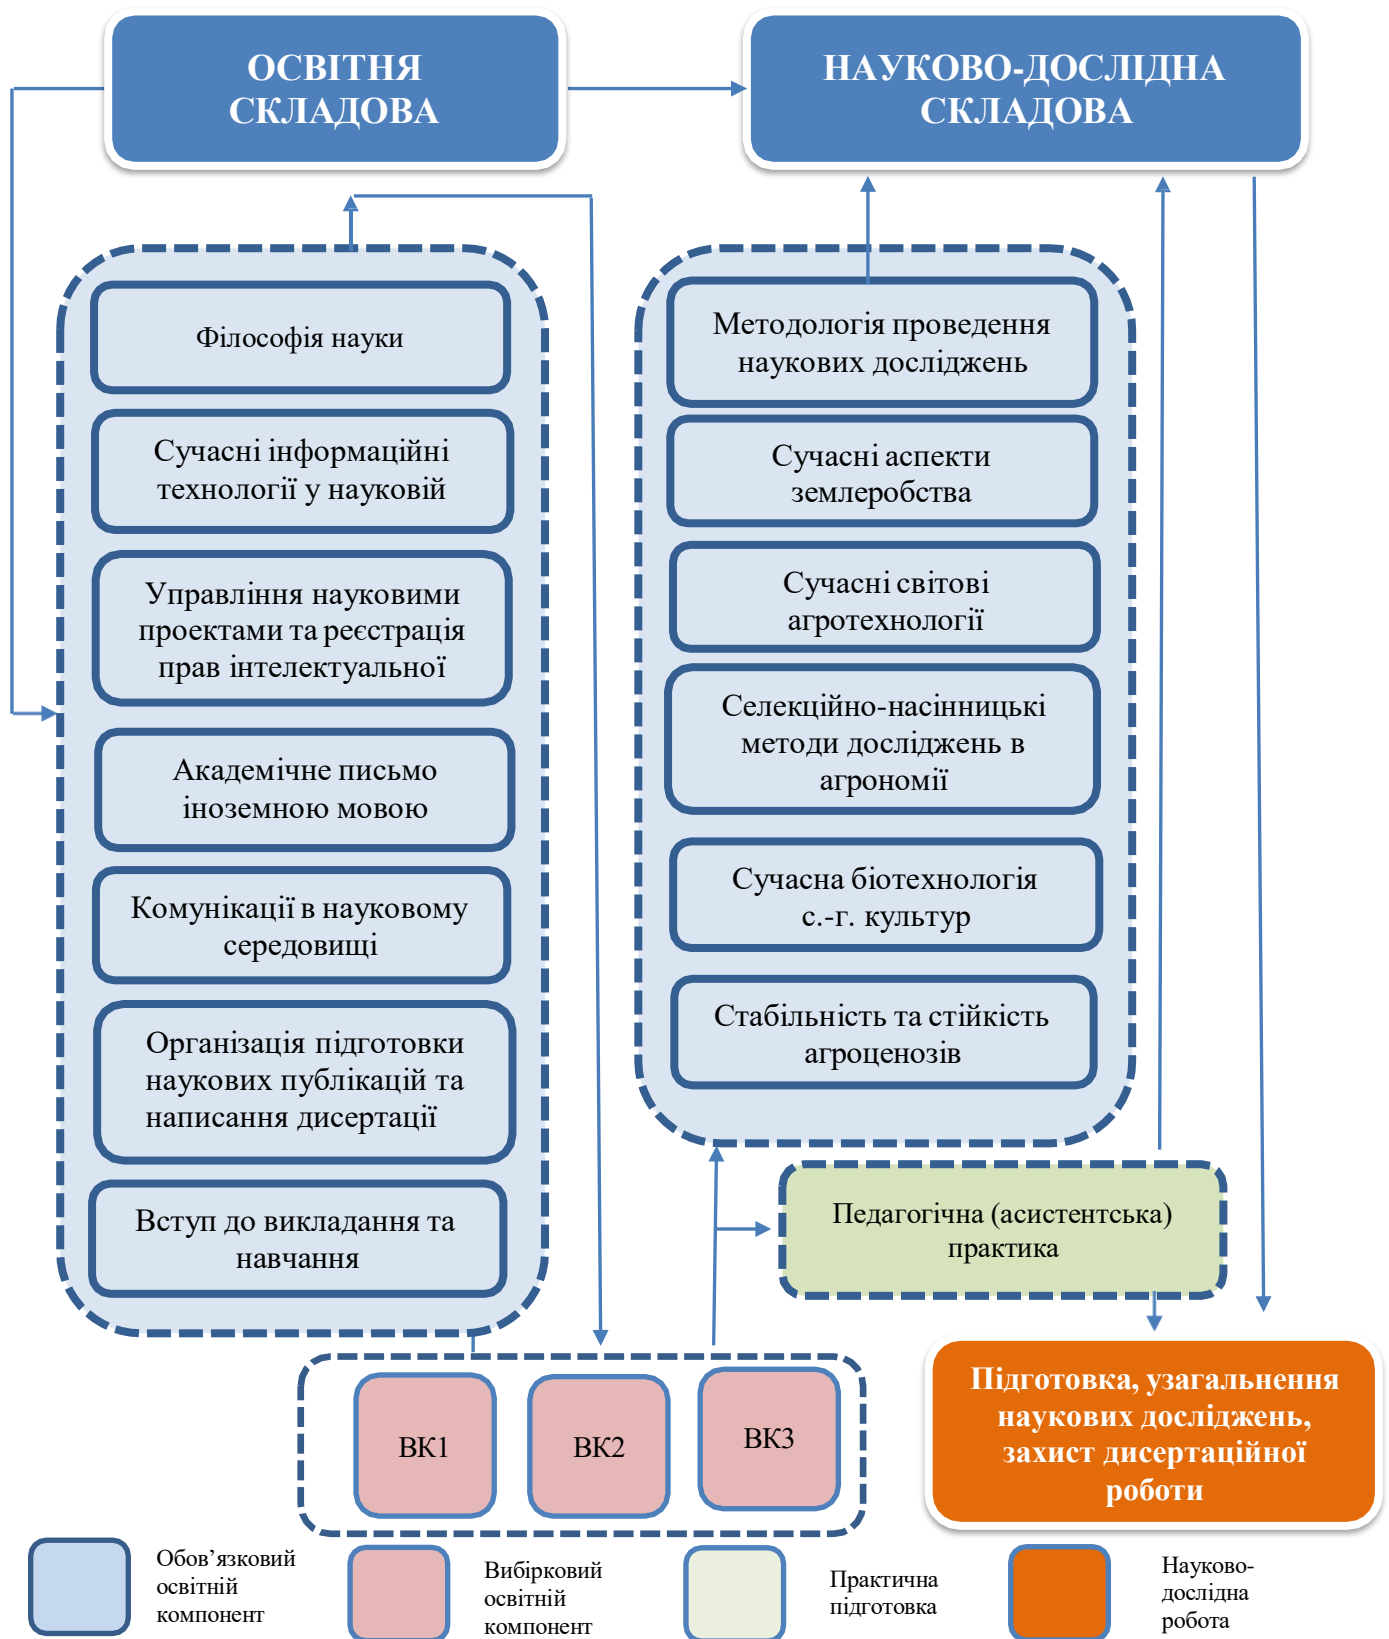 ОСВІТНЯ
СКЛАДОВА
НАУКОВО-ДОСЛІДНА
СКЛАДОВА
Філософія науки
Сучасні інформаційні
технології у науковій
Управління науковими
проектами та реєстрація
прав інтелектуальної
Академічне письмо
іноземною мовою
Комунікації в науковому
середовищі
Організація підготовки
наукових публікацій та
написання дисертації
Вступ до викладання та
навчання
Методологія проведення
наукових досліджень
Сучасні аспекти
землеробства
Сучасні світові
агротехнології
Селекційно-насінницькі
методи досліджень в
агрономії
Сучасна біотехнологія
с.-г. культур
Стабільність та стійкість
агроценозів
Педагогічна (асистентська)
практика
ВК1
ВК2
ВК3
Підготовка, узагальнення
наукових досліджень,
захист дисертаційної
роботи
Обов’язковий
освітній
компонент
Вибірковий
освітній
компонент
Практична
підготовка
Науково-
дослідна
робота